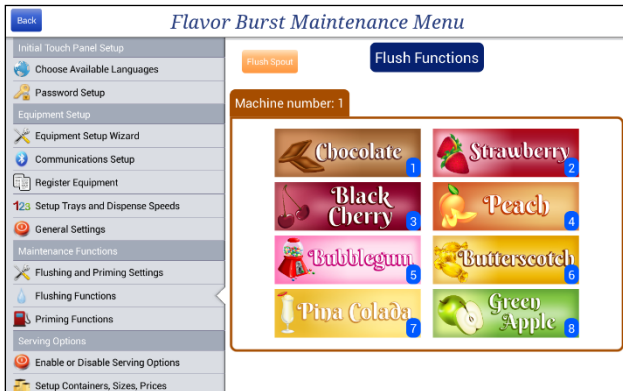 Back
Flavor Burst Maintenance Menu
Initial Touch Panel Setup
Choose Available Languages
Password Setup
Equipment Setup
Equipment Setup Wizard
Communications Setup
Register Equipment
123 Setup Trays and Dispense Speeds
General Settings
Maintenance Functions
Flushing and Priming Settings
Flushing Functions
Priming Functions
Serving Options
Enable or Disable Serving Options
Setup Containers, Sizes, Prices
Flush Spout
Flush Functions
Machine number: 1
Chocolate 1
Strawberry 2
Black
Cherry 3
Peach 4
Bubblegum 5
Butterscotch 6
Pina Colada 7
Green
Apple 8